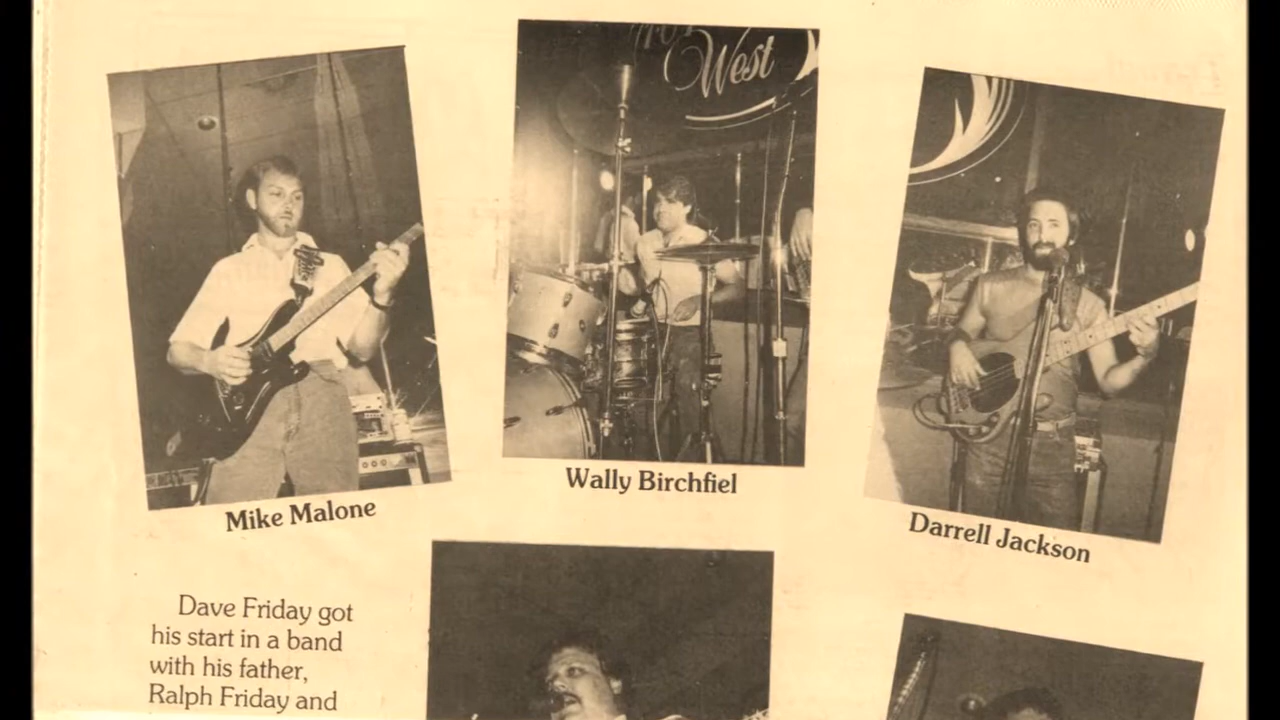 West
Mike Malone
Wally Birchfiel
Darrell Jackson
Dave Friday got
his start in a band
with his father,
Ralph Friday and